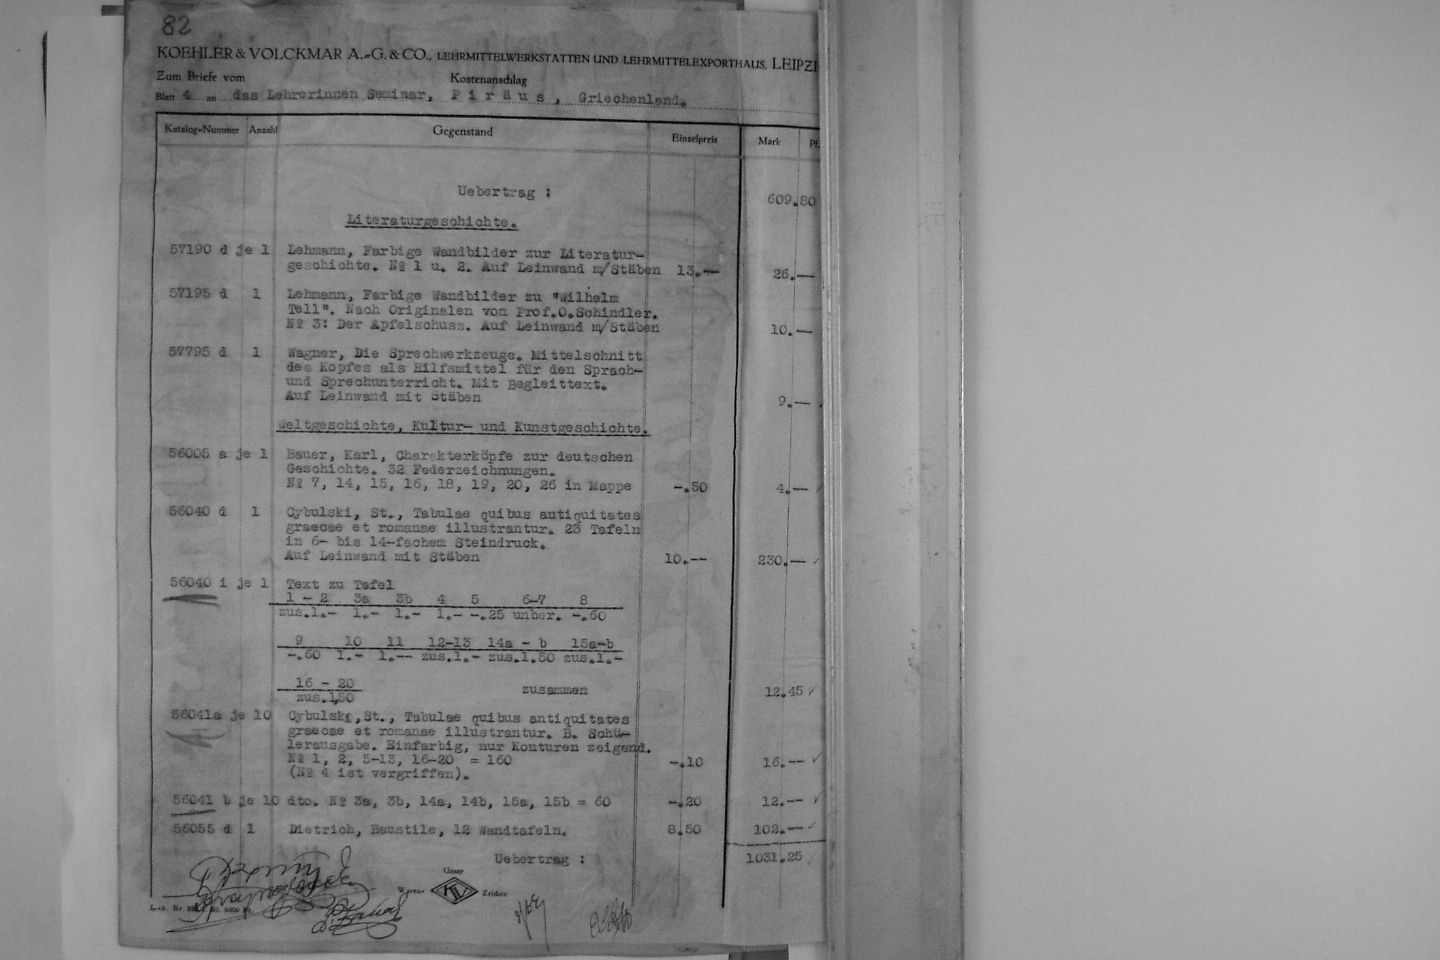 82
KOEHLER & VOLCKMAR A.-G. & CO., LEHRMITTELWERKSTÄTTEN UND LEHRMITTELEXPORTHAUS, LEIPZI
Zum Briefe vom Kostenanschlag
Blatt 4 an das Lehrerinnen Seminar, Piräus, Griechenland.
Katalog-Nummer Anzahl Gegenstand Einzelpreis Mark Pf.
Uebertrag : 609.80
Literaturgeschichte.
57190 d je 1 Lehmann, Farbige Wandbilder zur Literatur-
geschichte. № 1 u. 2. Auf Leinwand m/Stäben 13.-- 26.--
57195 d 1 Lehmann, Farbige Wandbilder zu "Wilhelm
Tell". Nach Originalen von Prof.O.Schindler.
№ 3: Der Apfelschuss. Auf Leinwand m/Stäben 10.--
57795 d 1 Wagner, Die Sprechwerkzeuge. Mittelschnitt
des Kopfes als Hilfsmittel für den Sprach-
und Sprechunterricht. Mit Begleittext.
Auf Leinwand mit Stäben 9.--
Weltgeschichte, Kultur- und Kunstgeschichte.
56005 a je 1 Bauer, Karl, Charakterköpfe zur deutschen
Geschichte. 32 Federzeichnungen.
№ 7, 14, 15, 16, 18, 19, 20, 26 in Mappe -.50 4.--
56040 d 1 Cybulski, St., Tabulae quibus antiquitates
graecae et romanae illustrantur. 23 Tafeln
in 6- bis 14-fachem Steindruck.
Auf Leinwand mit Stäben 10.-- 230.--
56040 i je 1 Text zu Tafel
1 - 2 3a 3b 4 5 6-7 8
zus.1.- 1.- 1.- 1.- -.25 unber. -.60
9 10 11 12-13 14a - b 15a-b
-.60 1.- 1.-- zus.1.- zus.1.50 zus.1.-
16 - 20
zus.1,50 zusammen 12.45
56041a je 10 Cybulski,St., Tabulae quibus antiquitates
graecae et romanae illustrantur. B. Schü-
lerausgabe. Einfarbig, nur Konturen zeigend.
№ 1, 2, 5-13, 16-20 = 160 -.10 16.--
(№ 4 ist vergriffen).
56041 b je 10 dto. № 3a, 3b, 14a, 14b, 15a, 15b = 60 -.20 12.--
56055 d 1 Dietrich, Baustile, 12 Wandtafeln. 8.50 102.--
Uebertrag : 1031.25
Unser
Waren- KV Zeichen
L.-A. Nr.